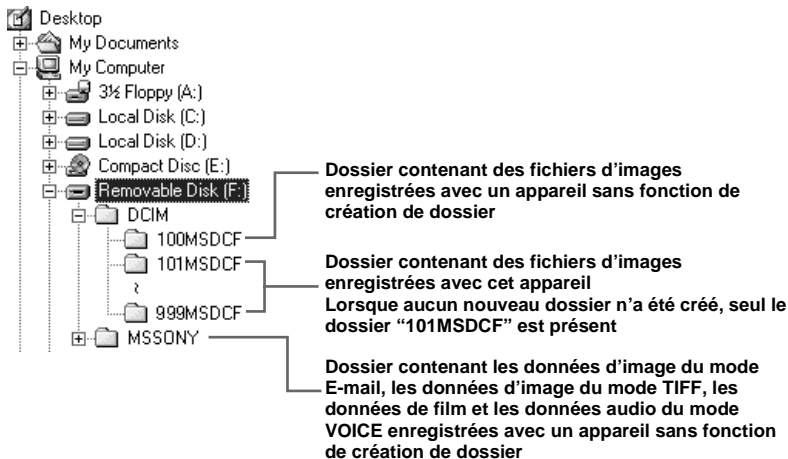 Desktop
My Documents
My Computer
3½ Floppy (A:)
Local Disk (C:)
Local Disk (D:)
Compact Disc (E:)
Removable Disk (F:)
DCIM
100MSDCF
101MSDCF
999MSDCF
MSSONY
Dossier contenant des fichiers d’images
enregistrées avec un appareil sans fonction de
création de dossier
Dossier contenant des fichiers d’images
enregistrées avec cet appareil
Lorsque aucun nouveau dossier n’a été créé, seul le
dossier “101MSDCF” est présent
Dossier contenant les données d’image du mode
E-mail, les données d’image du mode TIFF, les
données de film et les données audio du mode
VOICE enregistrées avec un appareil sans fonction
de création de dossier